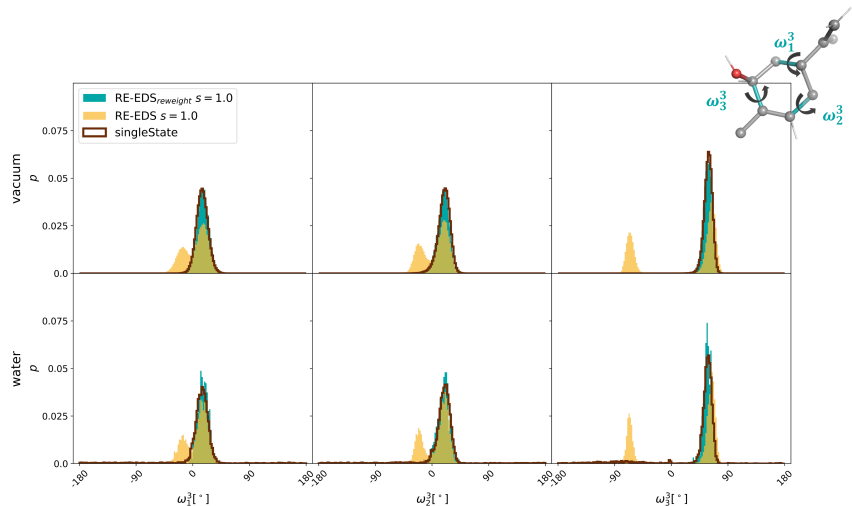 ω₁³
ω₃³
ω₂³
RE-EDS_reweight s = 1.0
RE-EDS s = 1.0
singleState
vacuum
p
0.075
0.050
0.025
0.0
water
p
0.075
0.050
0.025
0.0
-180 -90 0 90 180
-180 -90 0 90 180
-180 -90 0 90 180
ω₁³[°]
ω₂³[°]
ω₃³[°]